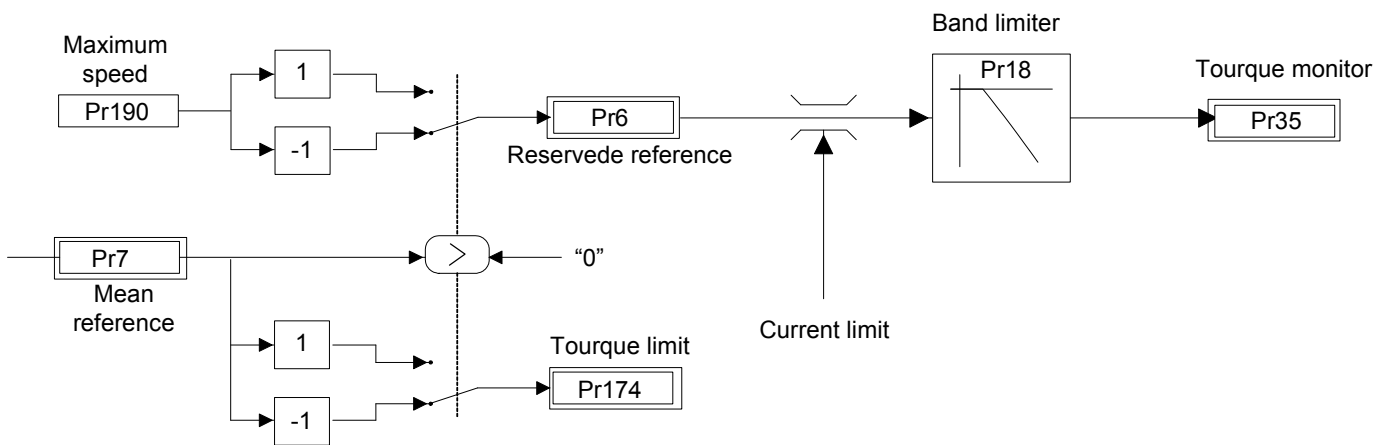 Maximum
speed
Pr190
1
-1
Pr6
Reservede reference
Band limiter
Pr18
Tourque monitor
Pr35
Pr7
Mean
reference
>
“0”
Current limit
1
-1
Tourque limit
Pr174